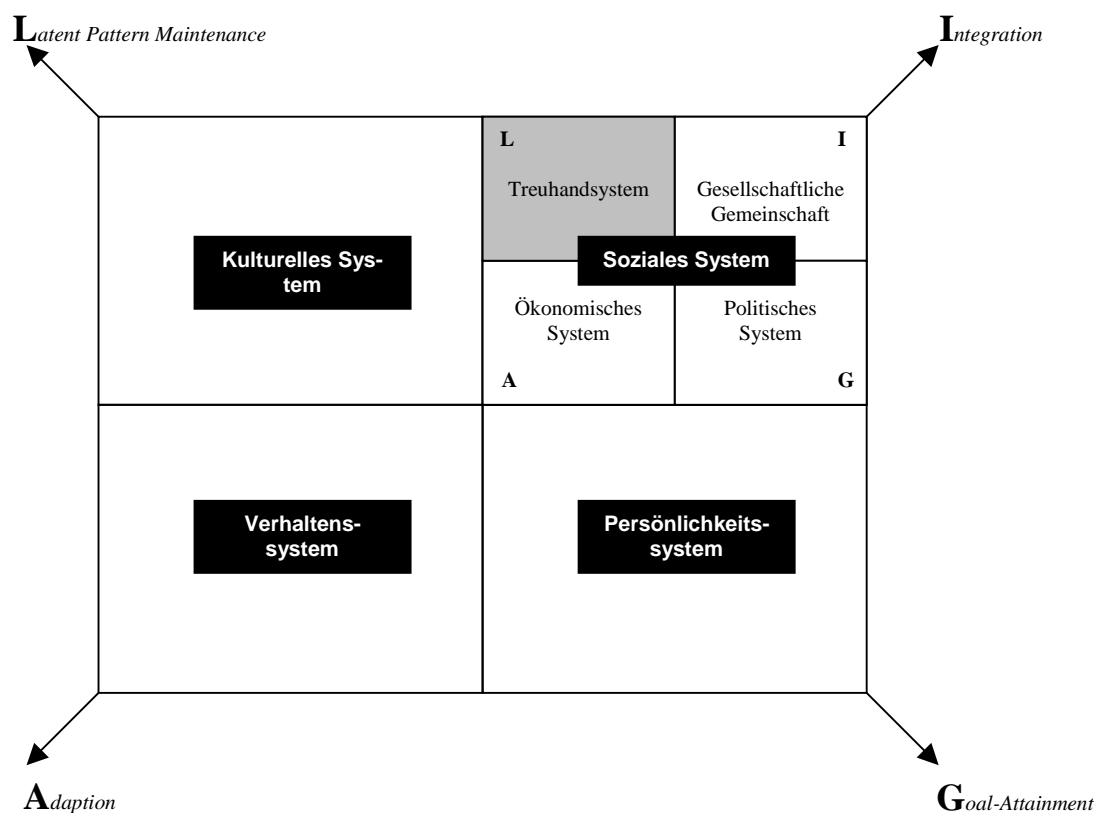 Latent Pattern Maintenance
Integration
L
I
Treuhandsystem
Gesellschaftliche
Gemeinschaft
Kulturelles Sys-
tem
Soziales System
Ökonomisches
System
Politisches
System
A
G
Verhaltens-
system
Persönlichkeits-
system
Adaption
Goal-Attainment